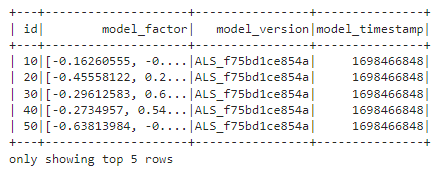 +---+--------------------+----------------+---------------+
| id|        model_factor|   model_version|model_timestamp|
+---+--------------------+----------------+---------------+
| 10|[-0.16260555, -0....|ALS_f75bd1ce854a|     1698466848|
| 20|[-0.45558122, 0.2...|ALS_f75bd1ce854a|     1698466848|
| 30|[-0.29612583, 0.6...|ALS_f75bd1ce854a|     1698466848|
| 40|[-0.2734957, 0.54...|ALS_f75bd1ce854a|     1698466848|
| 50|[-0.63813984, -0....|ALS_f75bd1ce854a|     1698466848|
+---+--------------------+----------------+---------------+
only showing top 5 rows